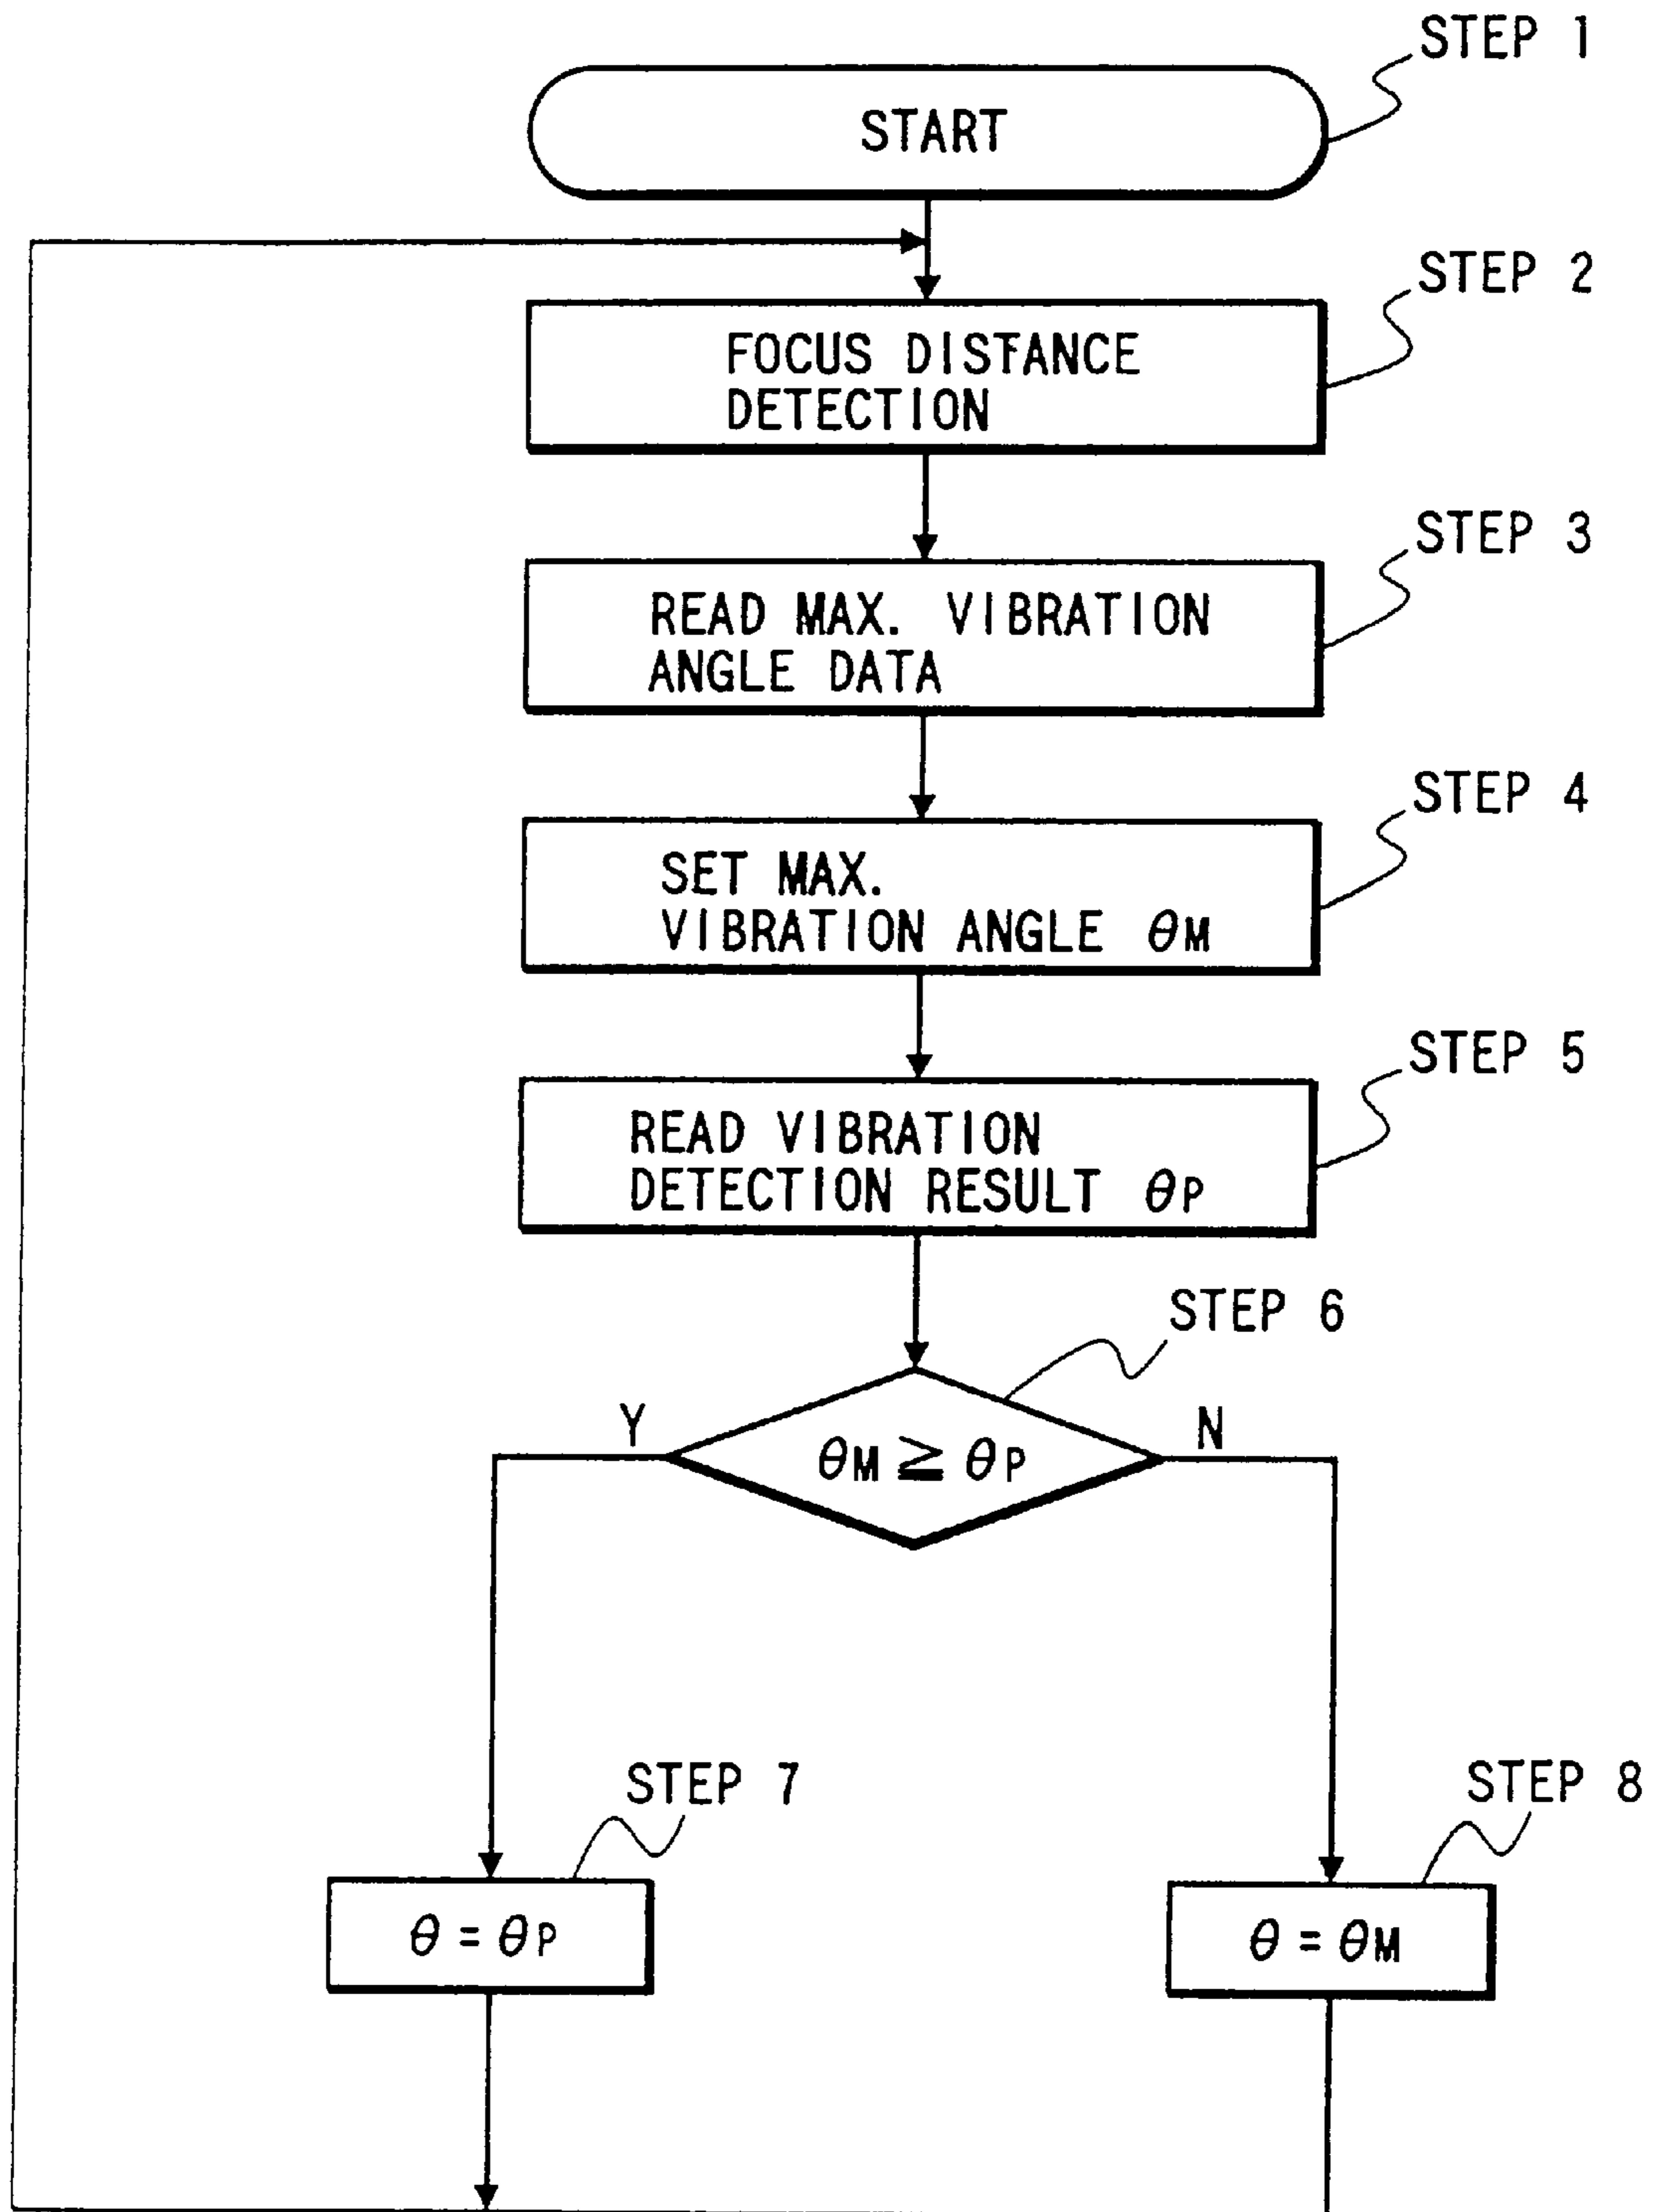 STEP 1
START
STEP 2
FOCUS DISTANCE
DETECTION
STEP 3
READ MAX. VIBRATION
ANGLE DATA
STEP 4
SET MAX.
VIBRATION ANGLE θM
STEP 5
READ VIBRATION
DETECTION RESULT θP
STEP 6
Y
N
θM ≧ θP
STEP 7
STEP 8
θ = θP
θ = θM